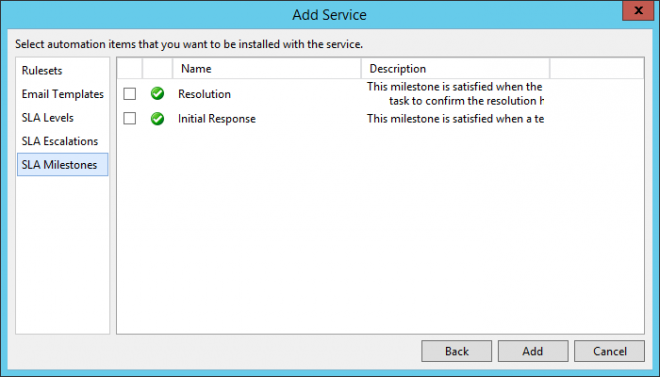 Add Service
x
Select automation items that you want to be installed with the service.
Rulesets
Email Templates
SLA Levels
SLA Escalations
SLA Milestones
Name Description
Resolution This milestone is satisfied when the
task to confirm the resolution h
Initial Response This milestone is satisfied when a te
Back Add Cancel